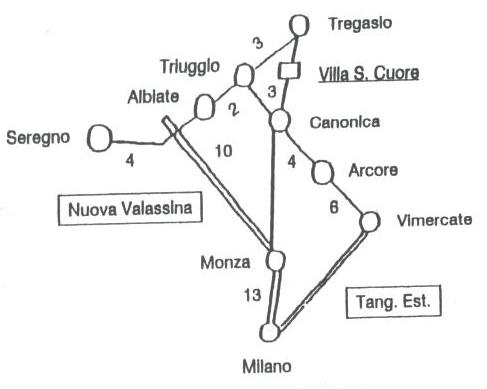 Tregasio
3
Triuggio
Villa S. Cuore
3
Albiate
2
Canonica
Seregno
4
10
4
Arcore
Nuova Valassina
6
Vimercate
Monza
13
Tang. Est.
Milano